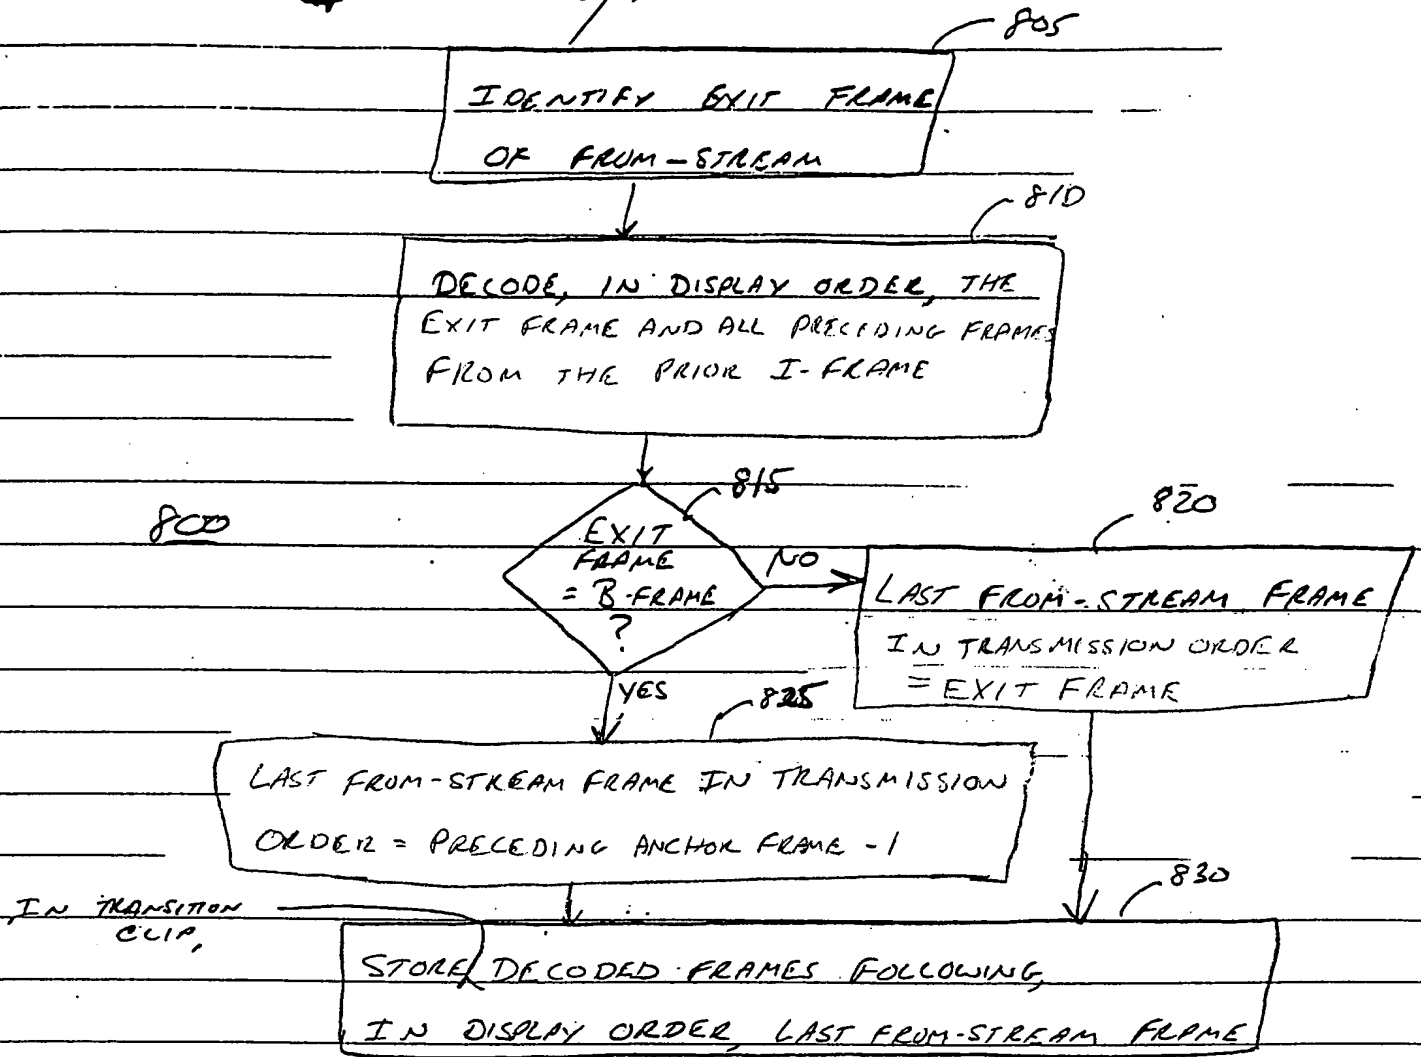 805
IDENTIFY EXIT FRAME
OF FROM-STREAM
810
DECODE, IN DISPLAY ORDER, THE
EXIT FRAME AND ALL PRECEDING FRAMES
FROM THE PRIOR I-FRAME
815
800
EXIT
FRAME
= B-FRAME
?
NO
820
LAST FROM-STREAM FRAME
IN TRANSMISSION ORDER
= EXIT FRAME
YES
825
LAST FROM-STREAM FRAME IN TRANSMISSION
ORDER = PRECEDING ANCHOR FRAME -1
830
IN TRANSITION
CLIP,
STORE DECODED FRAMES FOLLOWING,
IN DISPLAY ORDER, LAST FROM-STREAM FRAME